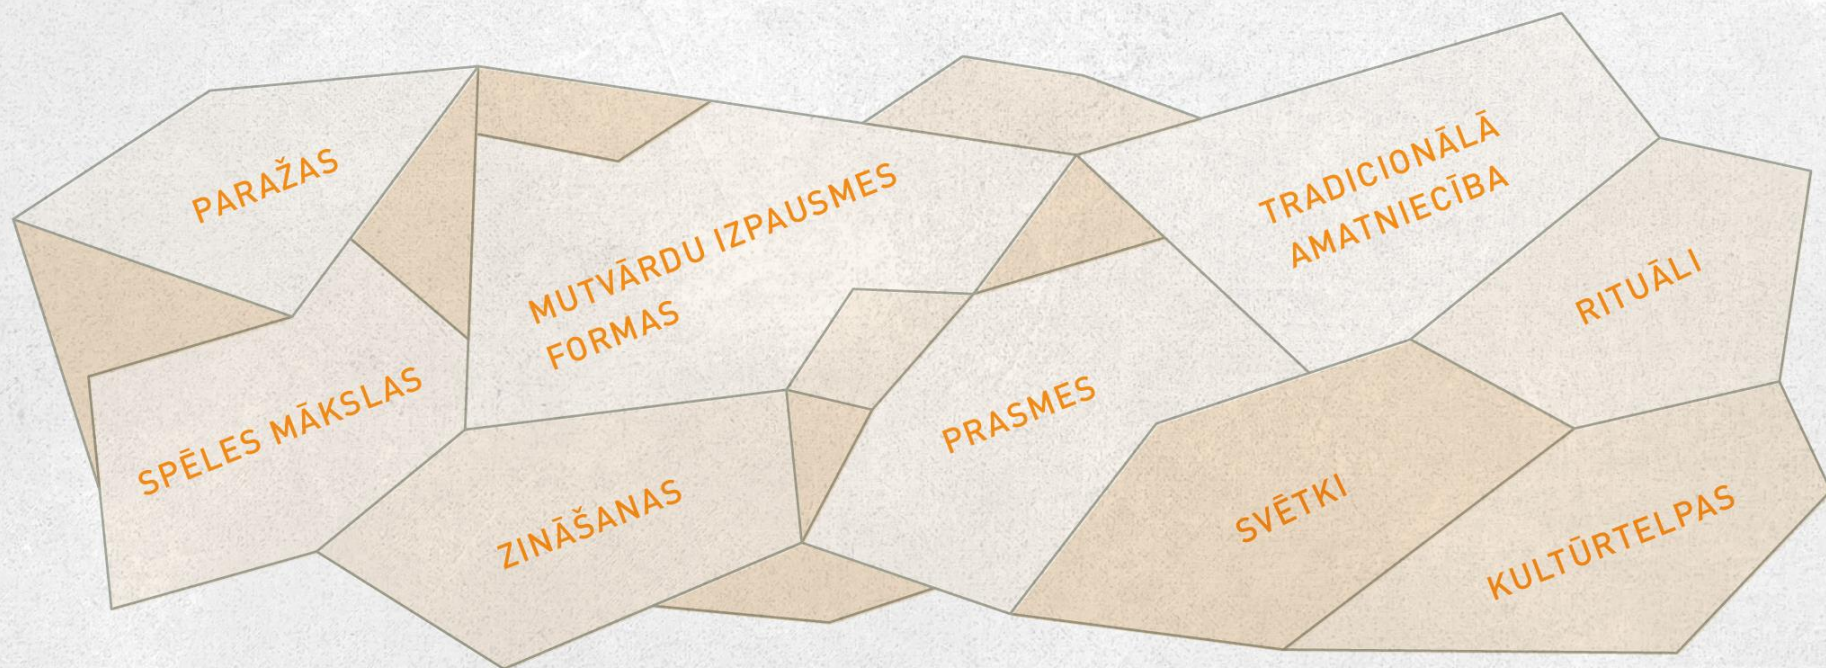 PARAŽAS
MUTVĀRDU IZPAUSMES
FORMAS
TRADICIONĀLĀ
AMATNIECĪBA
RITUĀLI
SPĒLES MĀKSLAS
ZINĀŠANAS
PRASMES
SVĒTKI
KULTŪRTELPAS